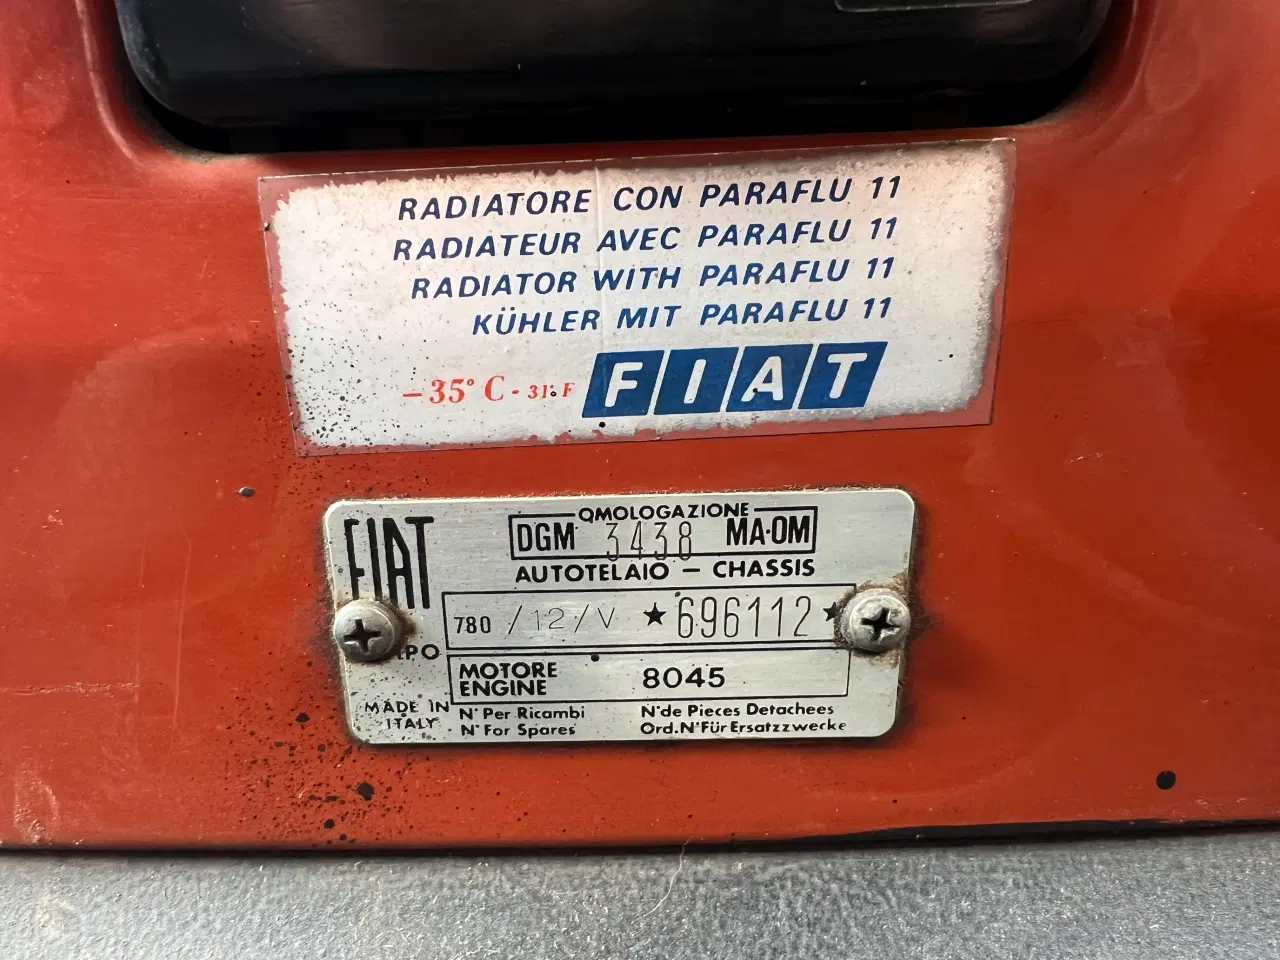 RADIATORE CON PARAFLU 11
RADIATEUR AVEC PARAFLU 11
RADIATOR WITH PARAFLU 11
KÜHLER MIT PARAFLU 11
–35° C - 31° F FIAT
FIAT
OMOLOGAZIONE
DGM 3438 MA·OM
AUTOTELAIO – CHASSIS
780 /12/V ★696112★
MOTORE 8045
ENGINE
MADE IN
ITALY
N° Per Ricambi N° de Pieces Detachees
N° For Spares Ord. N° Für Ersatzzwecke